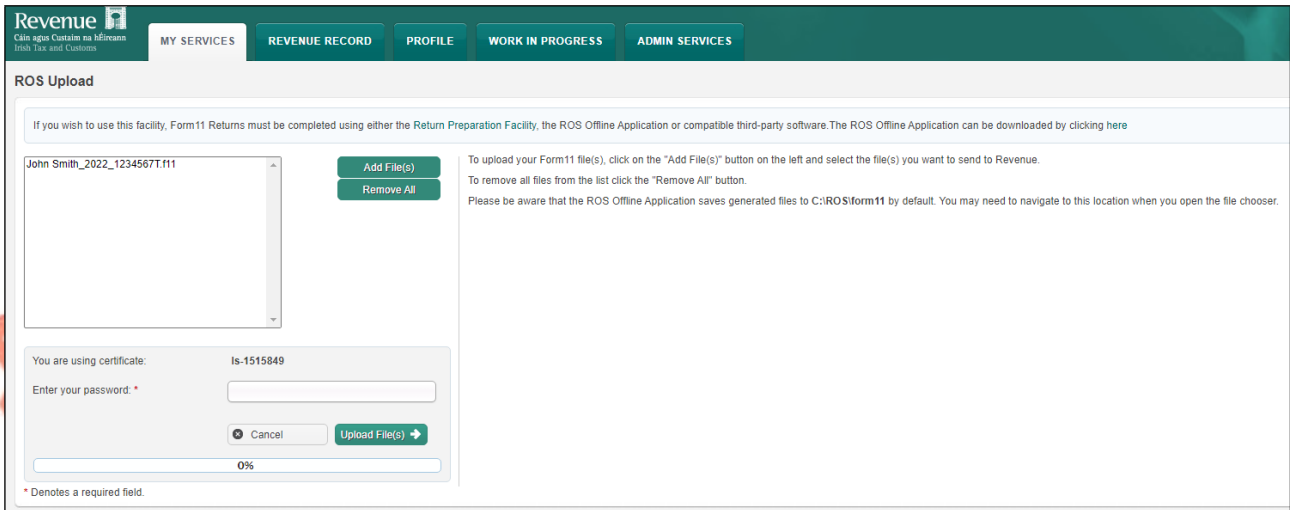 Revenue
Cáin agus Custaim na hÉireann
Irish Tax and Customs
MY SERVICES
REVENUE RECORD
PROFILE
WORK IN PROGRESS
ADMIN SERVICES
ROS Upload
If you wish to use this facility, Form11 Returns must be completed using either the Return Preparation Facility, the ROS Offline Application or compatible third-party software.The ROS Offline Application can be downloaded by clicking here
John Smith_2022_1234567T.f11
Add File(s)
Remove All
To upload your Form11 file(s), click on the "Add File(s)" button on the left and select the file(s) you want to send to Revenue.
To remove all files from the list click the "Remove All" button.
Please be aware that the ROS Offline Application saves generated files to C:\ROS\form11 by default. You may need to navigate to this location when you open the file chooser.
You are using certificate: ls-1515849
Enter your password: *
Cancel
Upload File(s)
0%
* Denotes a required field.